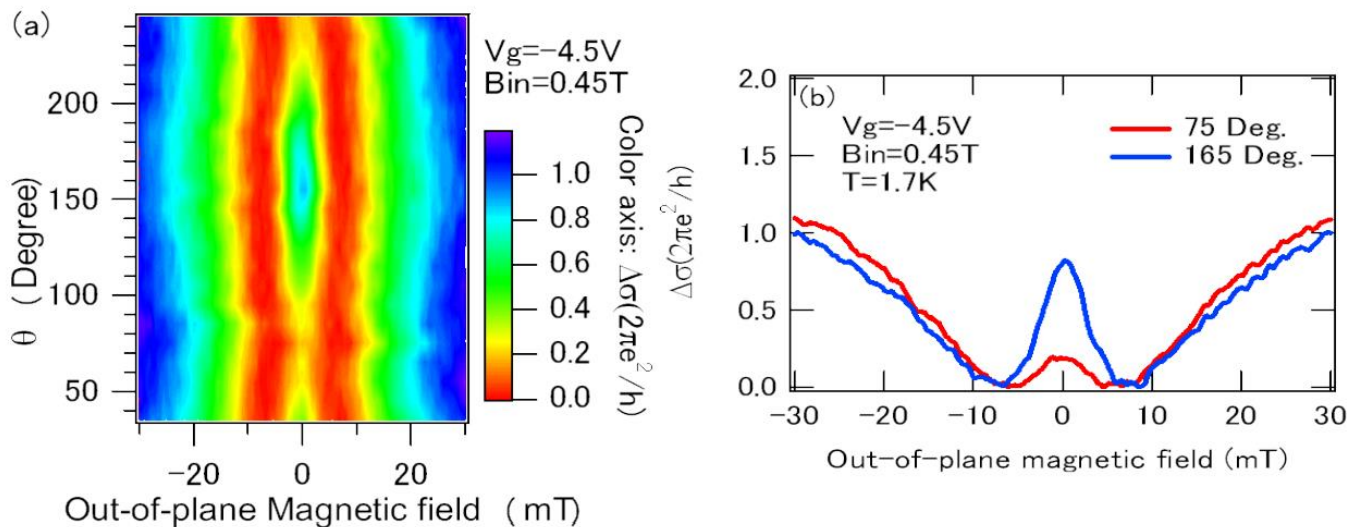 (a)
Vg=-4.5V
Bin=0.45T
200
150
100
50
θ (Degree)
-20
0
20
Out-of-plane Magnetic field (mT)
1.0
0.8
0.6
0.4
0.2
0.0
Color axis: Δσ(2πe²/h)
(b)
Vg=-4.5V
Bin=0.45T
T=1.7K
75 Deg.
165 Deg.
2.0
1.5
1.0
0.5
0.0
Δσ(2πe²/h)
-30
-20
-10
0
10
20
30
Out-of-plane magnetic field (mT)